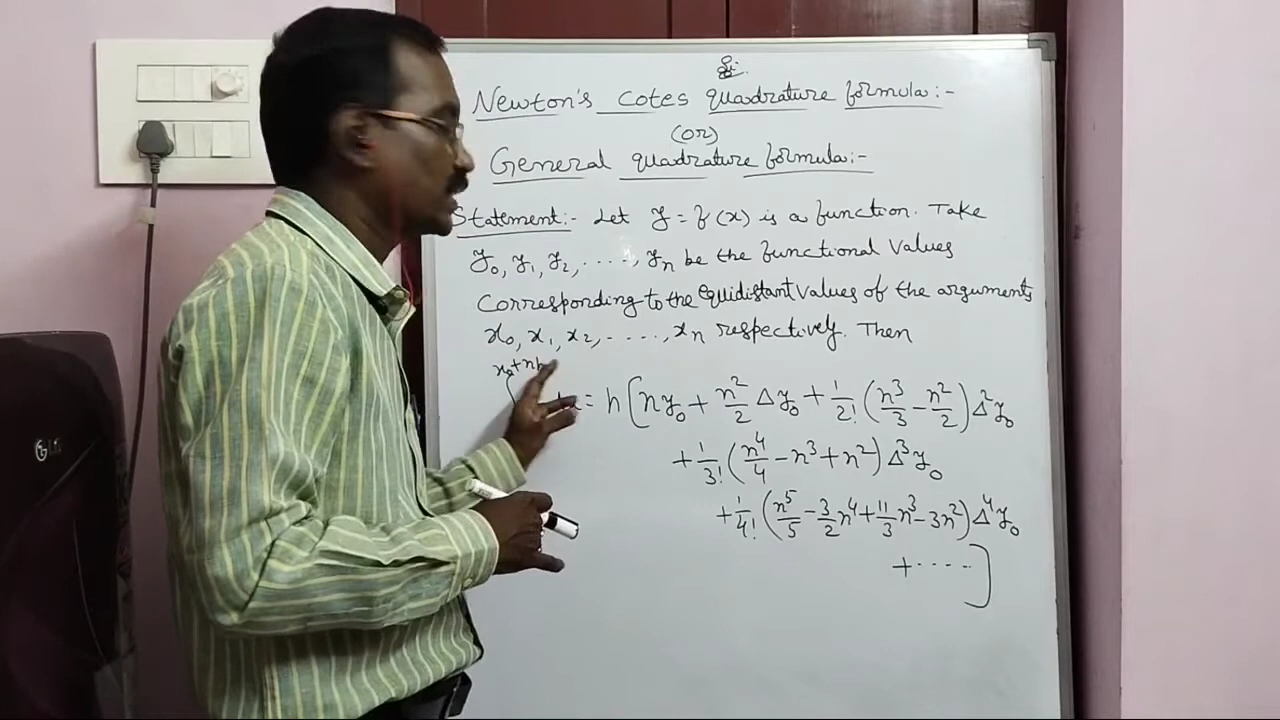 Newton's cotes quadrature formula:-
(or)
General quadrature formula:-
Statement:- Let y = f(x) is a function. Take
y₀, y₁, y₂, ....., yₙ be the functional values
corresponding to the equidistant values of the arguments
x₀, x₁, x₂, ....., xₙ respectively. Then
x₀+nh
∫ = h[ny₀ + n²/2 Δy₀ + 1/2! (n³/3 - n²/2) Δ²y₀
+ 1/3! (n⁴/4 - n³ + n²) Δ³y₀
+ 1/4! (n⁵/5 - 3/2 n⁴ + 11/3 n³ - 3n²) Δ⁴y₀
+ ....]
LG